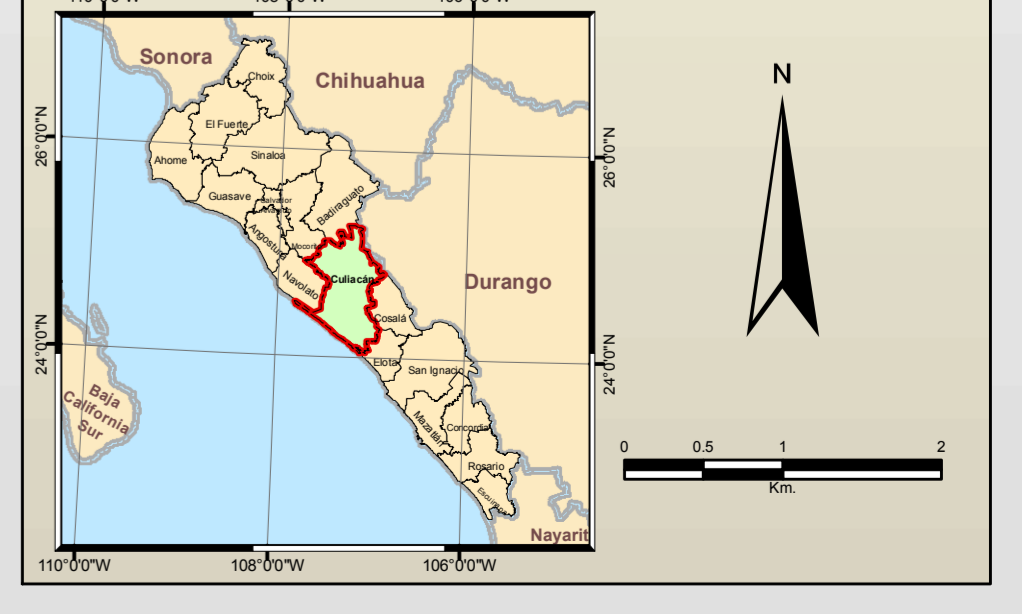 Sonora
Chihuahua
N
Choix
El Fuerte
26°0'0"N
26°0'0"N
Ahome
Sinaloa
Guasave
Salvador
Badiraguato
Angostura
Mocorito
Navolato
Culiacán
Durango
Cosalá
24°0'0"N
24°0'0"N
Elota
San Ignacio
Baja
California
Sur
Mazatlán
Concordia
0 0.5 1 2
Km.
Rosario
Escuinapa
Nayarit
110°0'0"W 108°0'0"W 106°0'0"W